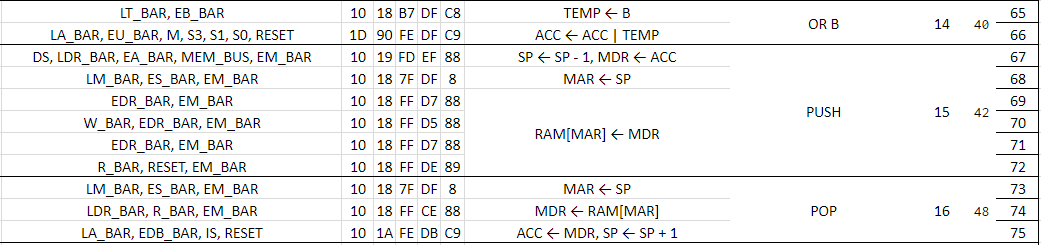 LT_BAR, EB_BAR 10 18 B7 DF C8 TEMP ← B 65
OR B 14 40
LA_BAR, EU_BAR, M, S3, S1, S0, RESET 1D 90 FE DF C9 ACC ← ACC | TEMP 66
DS, LDR_BAR, EA_BAR, MEM_BUS, EM_BAR 10 19 FD EF 88 SP ← SP - 1, MDR ← ACC 67
LM_BAR, ES_BAR, EM_BAR 10 18 7F DF 8 MAR ← SP 68
EDR_BAR, EM_BAR 10 18 FF D7 88 69
PUSH 15 42
W_BAR, EDR_BAR, EM_BAR 10 18 FF D5 88 70
RAM[MAR] ← MDR
EDR_BAR, EM_BAR 10 18 FF D7 88 71
R_BAR, RESET, EM_BAR 10 18 FF DE 89 72
LM_BAR, ES_BAR, EM_BAR 10 18 7F DF 8 MAR ← SP 73
LDR_BAR, R_BAR, EM_BAR 10 18 FF CE 88 MDR ← RAM[MAR] POP 16 48 74
LA_BAR, EDB_BAR, IS, RESET 10 1A FE DB C9 ACC ← MDR, SP ← SP + 1 75